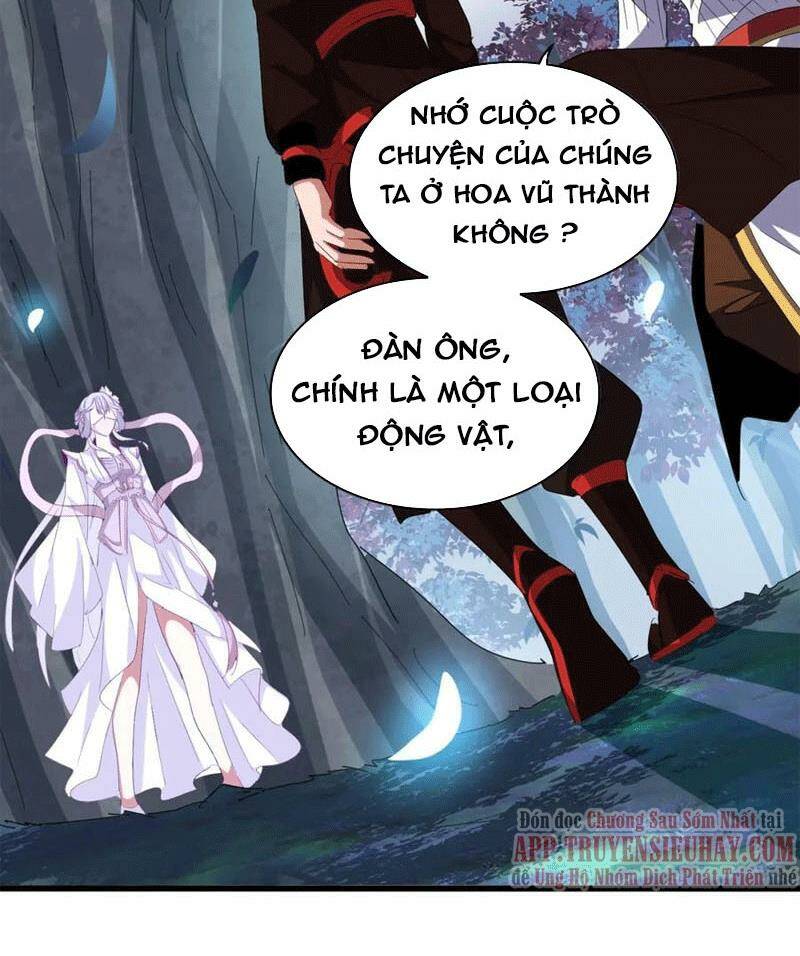 NHỚ CUỘC TRÒ
CHUYỆN CỦA CHÚNG
TA Ở HOA VŨ THÀNH
KHÔNG ?
ĐÀN ÔNG,
CHÍNH LÀ MỘT LOẠI
ĐỘNG VẬT,
Đón đọc Chương Sau Sớm Nhất tại
APP.TRUYENSIEUHAY.COM
để Ủng Hộ Nhóm Dịch Phát Triển nhé